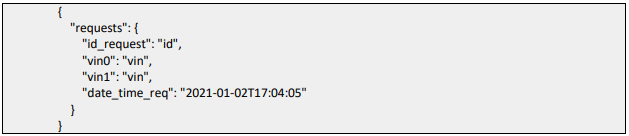 {
"requests": {
"id_request": "id",
"vin0": "vin",
"vin1": "vin",
"date_time_req": "2021-01-02T17:04:05"
}
}